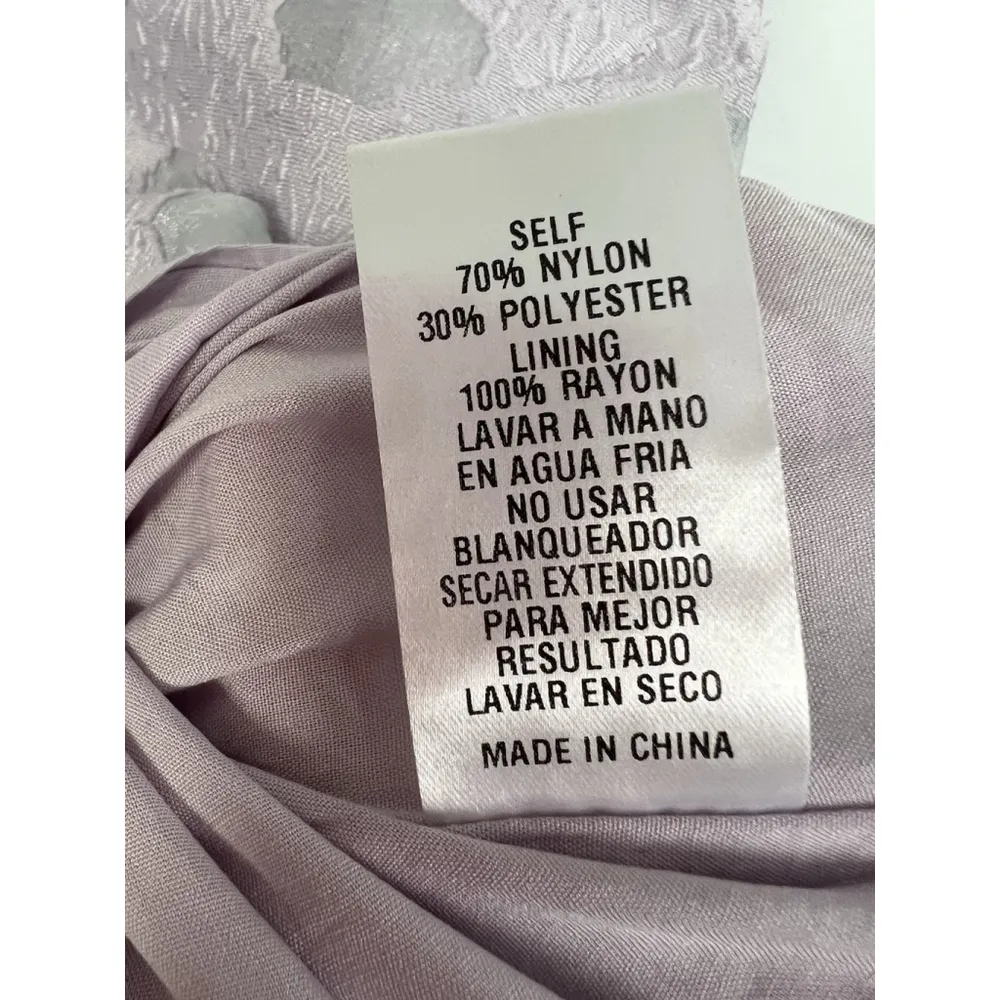 SELF
70% NYLON
30% POLYESTER
LINING
100% RAYON
LAVAR A MANO
EN AGUA FRIA
NO USAR
BLANQUEADOR
SECAR EXTENDIDO
PARA MEJOR
RESULTADO
LAVAR EN SECO
MADE IN CHINA